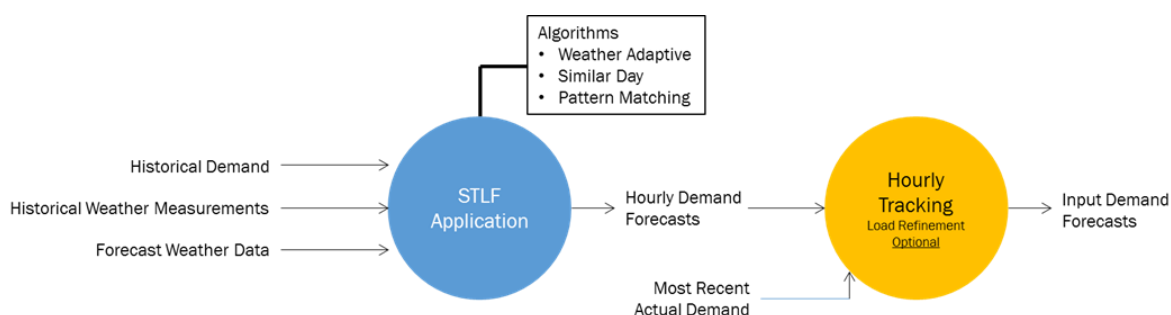 Algorithms
• Weather Adaptive
• Similar Day
• Pattern Matching
Historical Demand
Historical Weather Measurements
Forecast Weather Data
STLF
Application
Hourly Demand
Forecasts
Hourly
Tracking
Load Refinement
Optional
Input Demand
Forecasts
Most Recent
Actual Demand